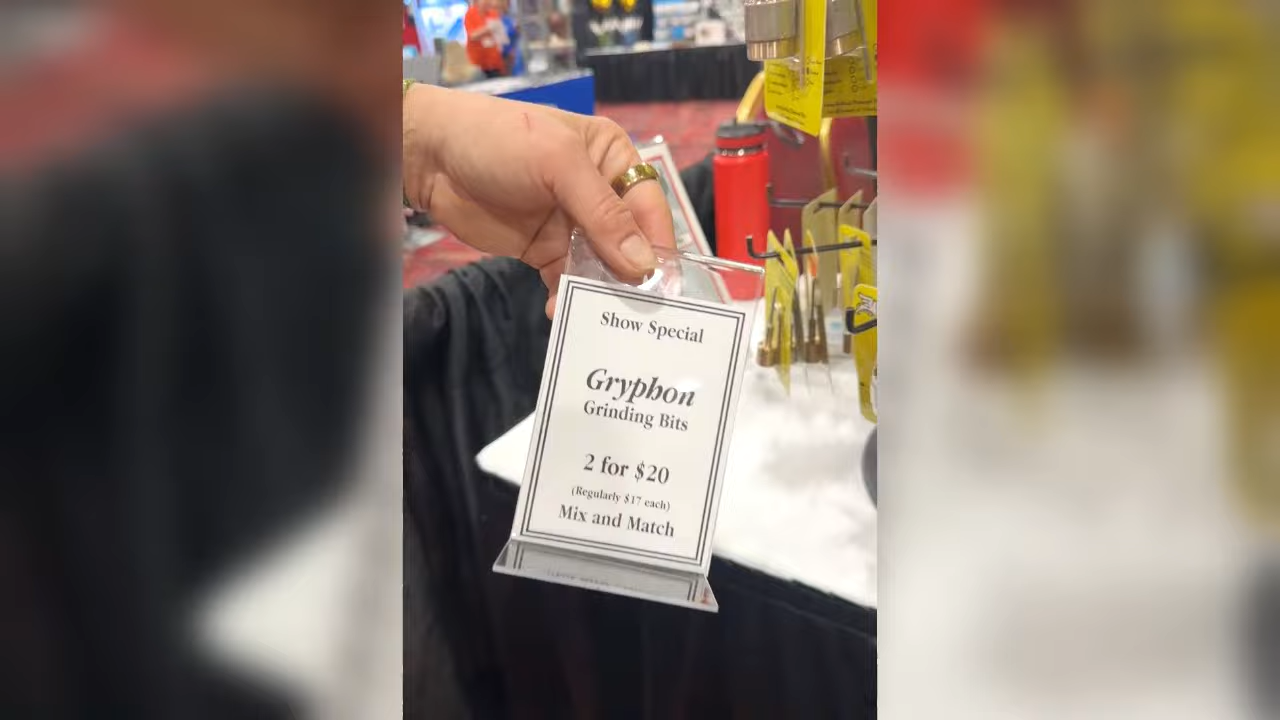 Show Special
Gryphon
Grinding Bits
2 for $20
(Regularly $17 each)
Mix and Match